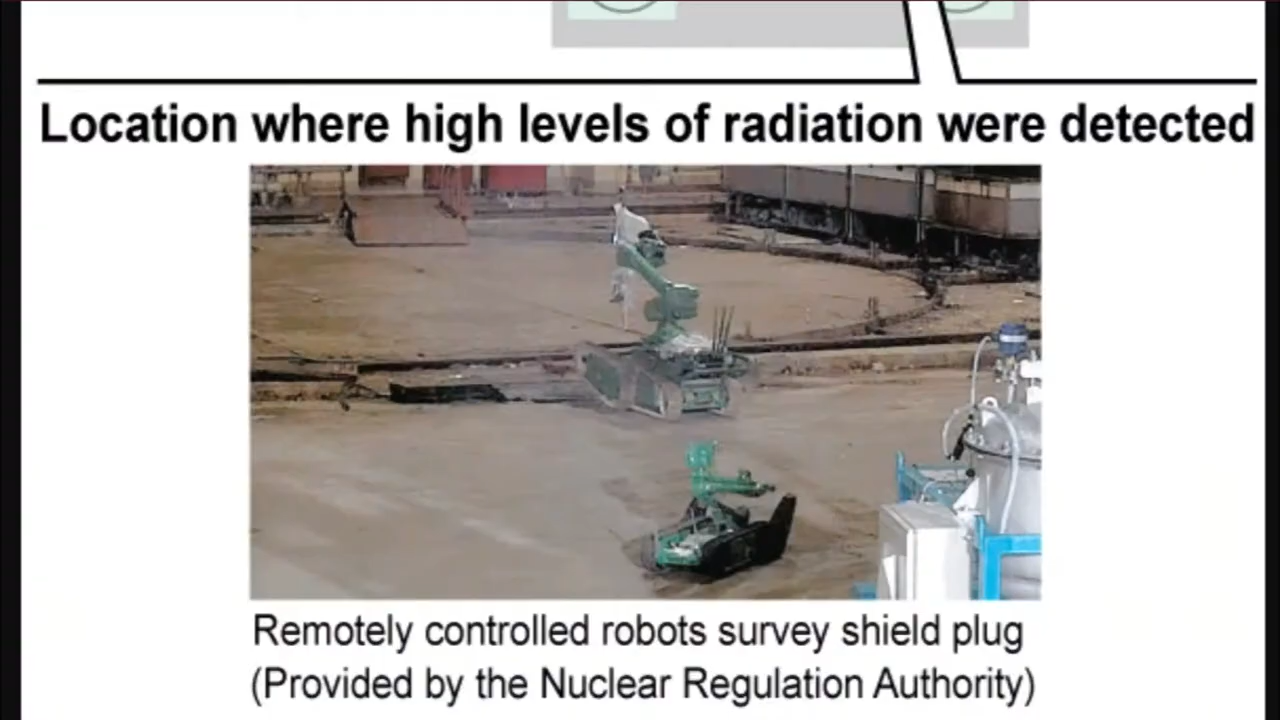 Location where high levels of radiation were detected
Remotely controlled robots survey shield plug
(Provided by the Nuclear Regulation Authority)